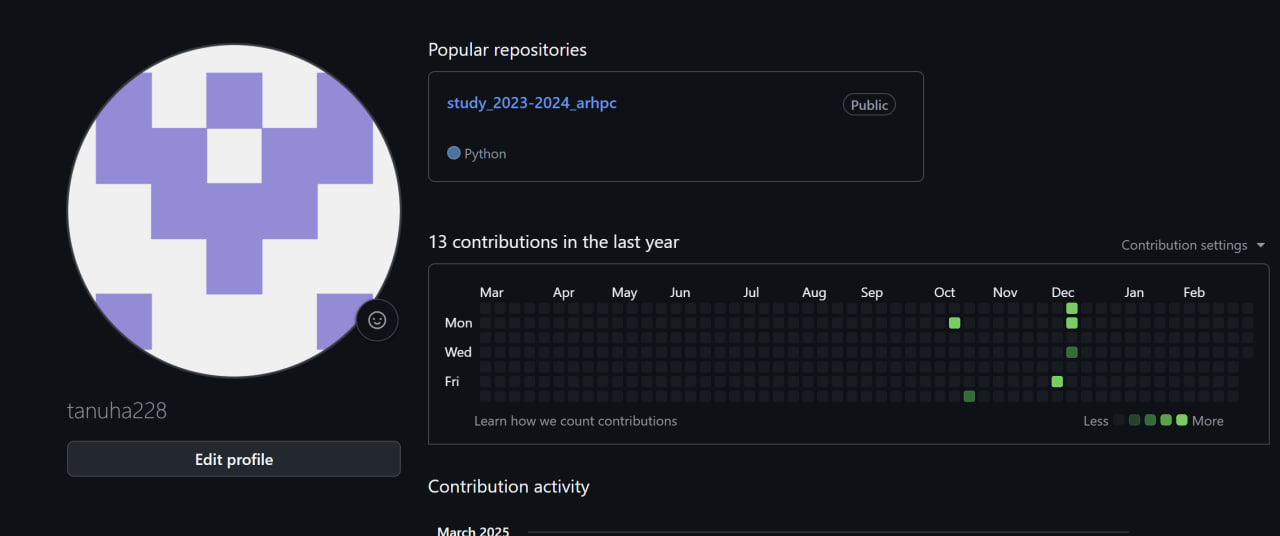 Popular repositories
study_2023-2024_arhpc Public
Python
13 contributions in the last year
Contribution settings
Mar Apr May Jun Jul Aug Sep Oct Nov Dec Jan Feb
Mon
Wed
Fri
Learn how we count contributions Less More
tanuha228
Edit profile
Contribution activity
March 2025